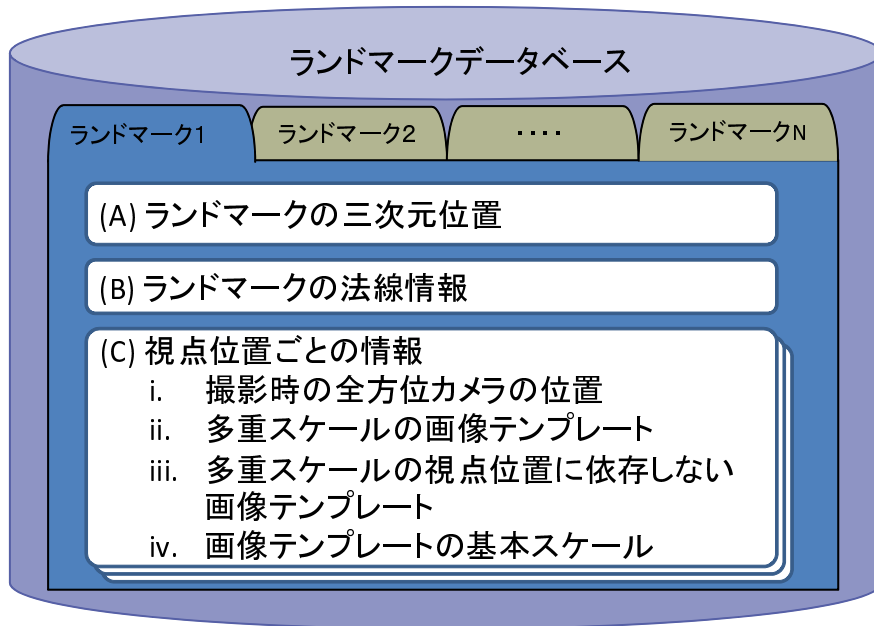 ランドマークデータベース
ランドマーク1
ランドマーク2
････
ランドマークN
(A) ランドマークの三次元位置
(B) ランドマークの法線情報
(C) 視点位置ごとの情報
i. 撮影時の全方位カメラの位置
ii. 多重スケールの画像テンプレート
iii. 多重スケールの視点位置に依存しない
画像テンプレート
iv. 画像テンプレートの基本スケール